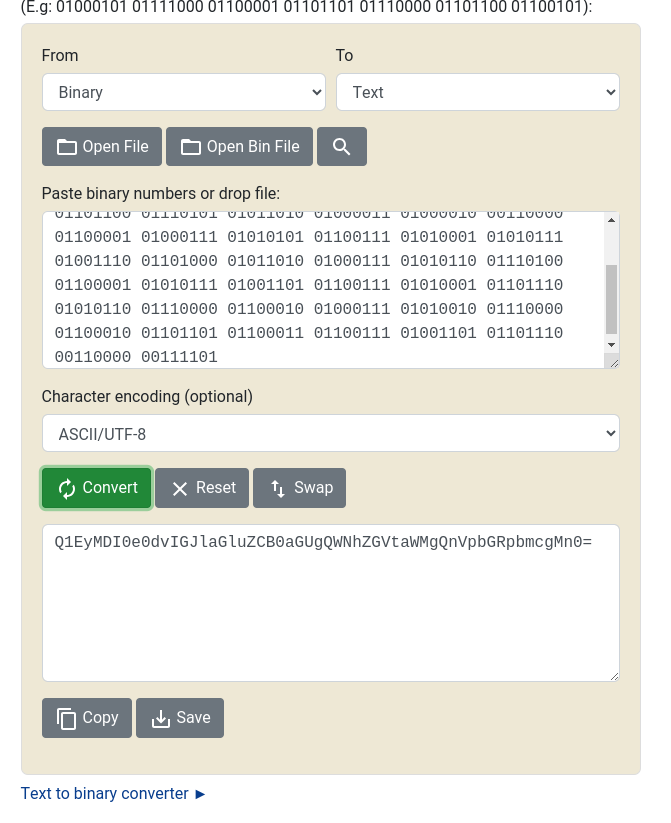 (E.g: 01000101 01111000 01100001 01101101 01110000 01101100 01100101):
From
To
Binary
Text
Open File
Open Bin File
Paste binary numbers or drop file:
01101100 01110101 01011010 01000011 01000010 00110000
01100001 01000111 01010101 01100111 01010001 01010111
01001110 01101000 01011010 01000111 01010110 01110100
01100001 01010111 01001101 01100111 01010001 01101110
01010110 01110000 01100010 01000111 01010010 01110000
01100010 01101101 01100011 01100111 01001101 01101110
00110000 00111101
Character encoding (optional)
ASCII/UTF-8
Convert
Reset
Swap
Q1EyMDI0e0dvIGJlaGluZCB0aGUgQWNhZGVtaWMgQnVpbGRpbmcgMn0=
Copy
Save
Text to binary converter ►